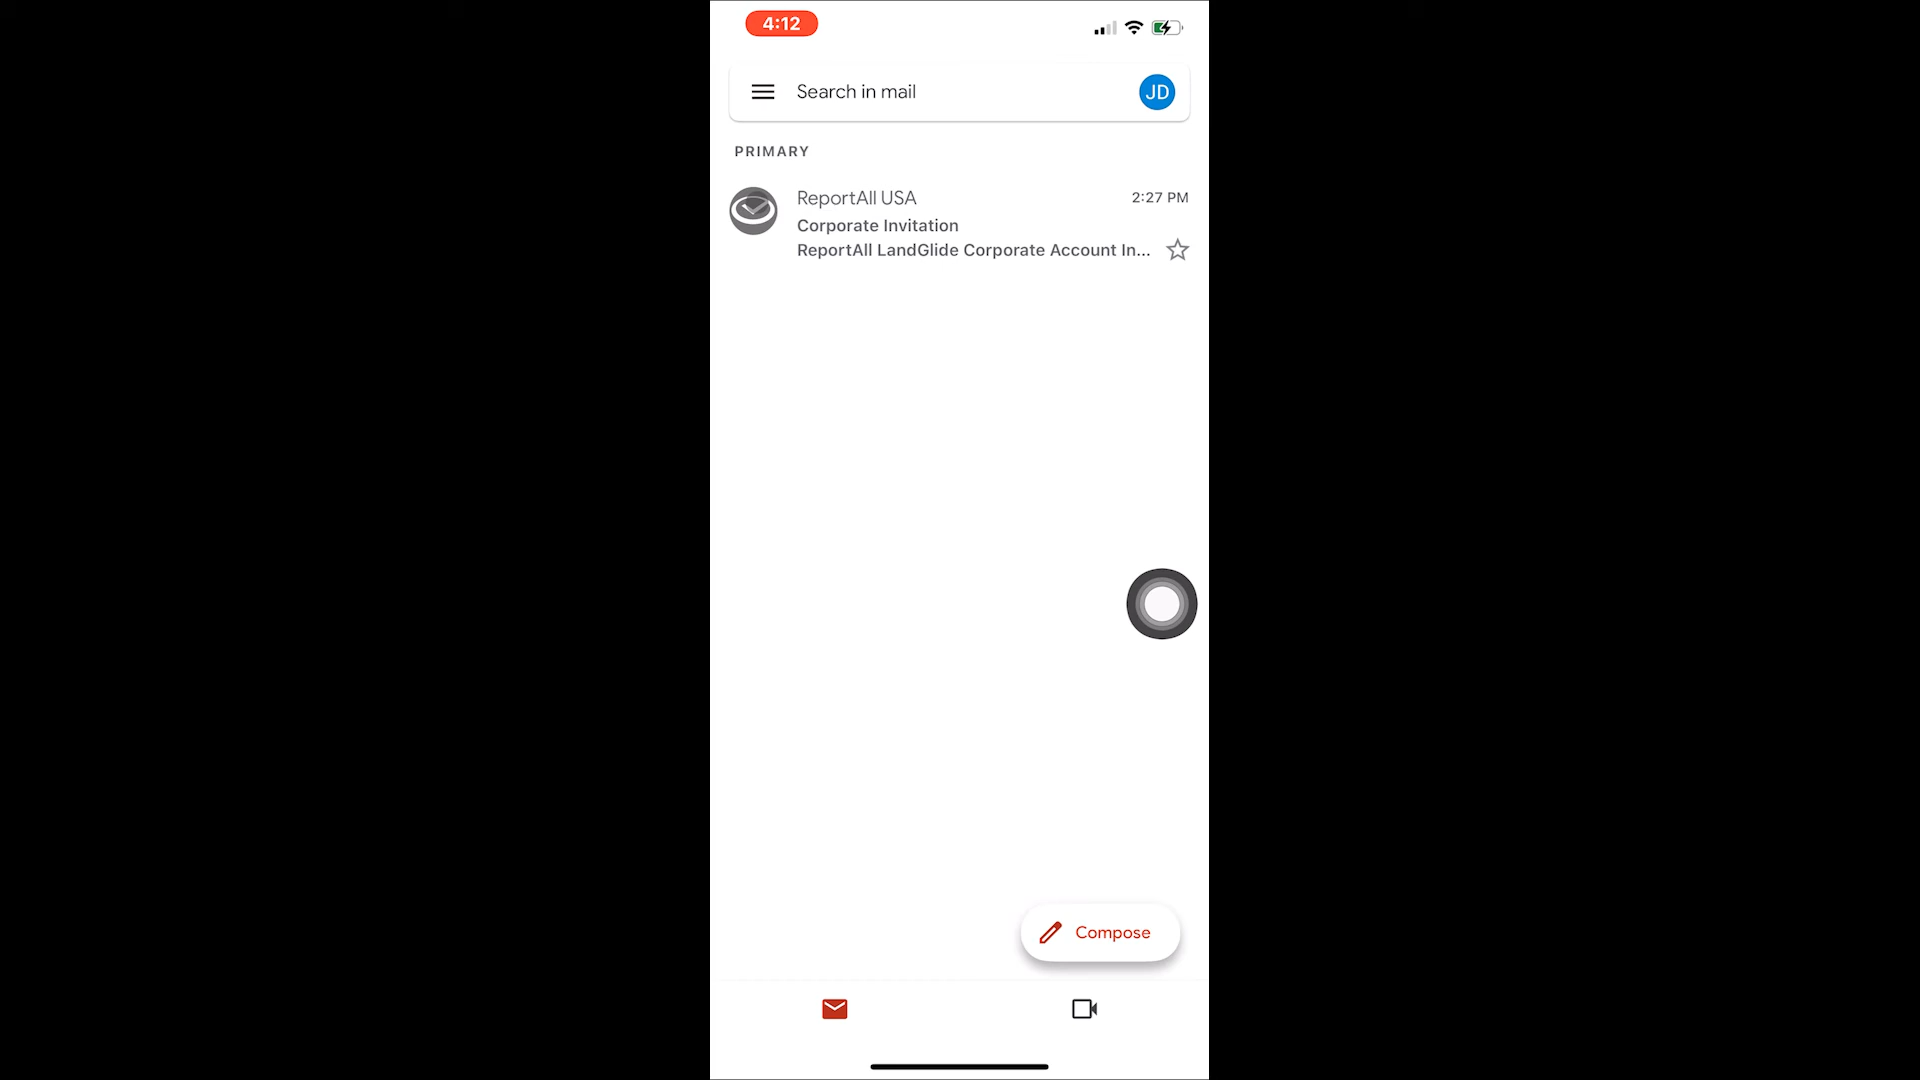 4:12
Search in mail
JD
PRIMARY
ReportAll USA
2:27 PM
Corporate Invitation
ReportAll LandGlide Corporate Account In...
Compose